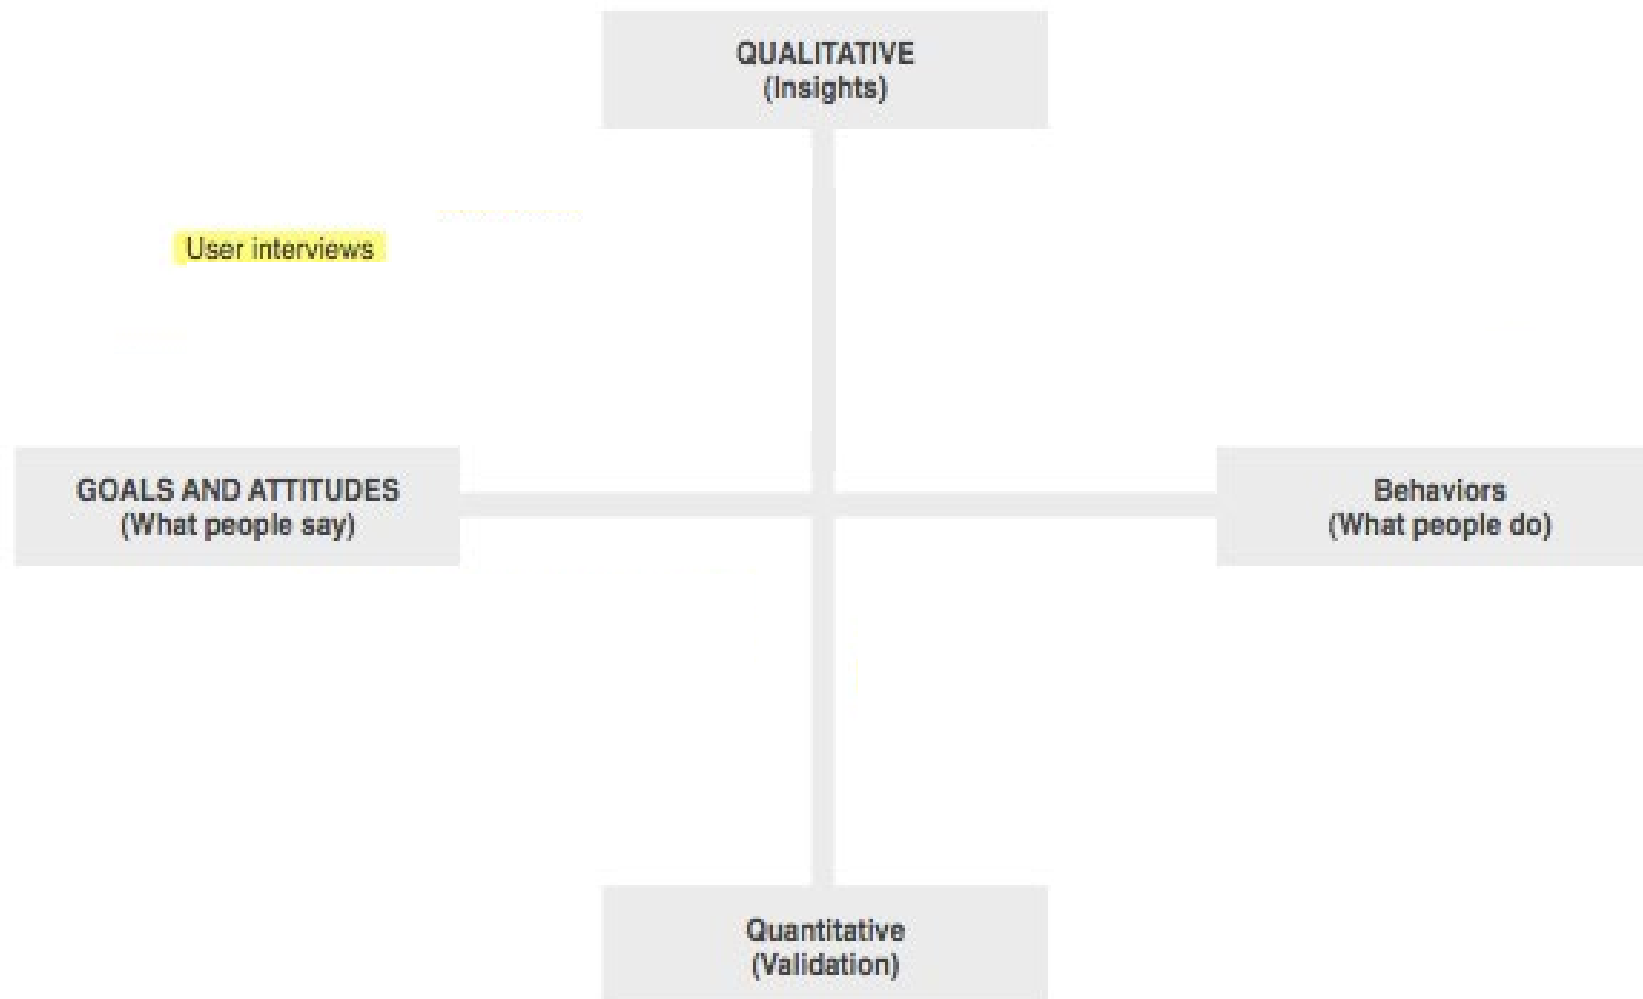 QUALITATIVE
(Insights)
User interviews
GOALS AND ATTITUDES
(What people say)
Behaviors
(What people do)
Quantitative
(Validation)